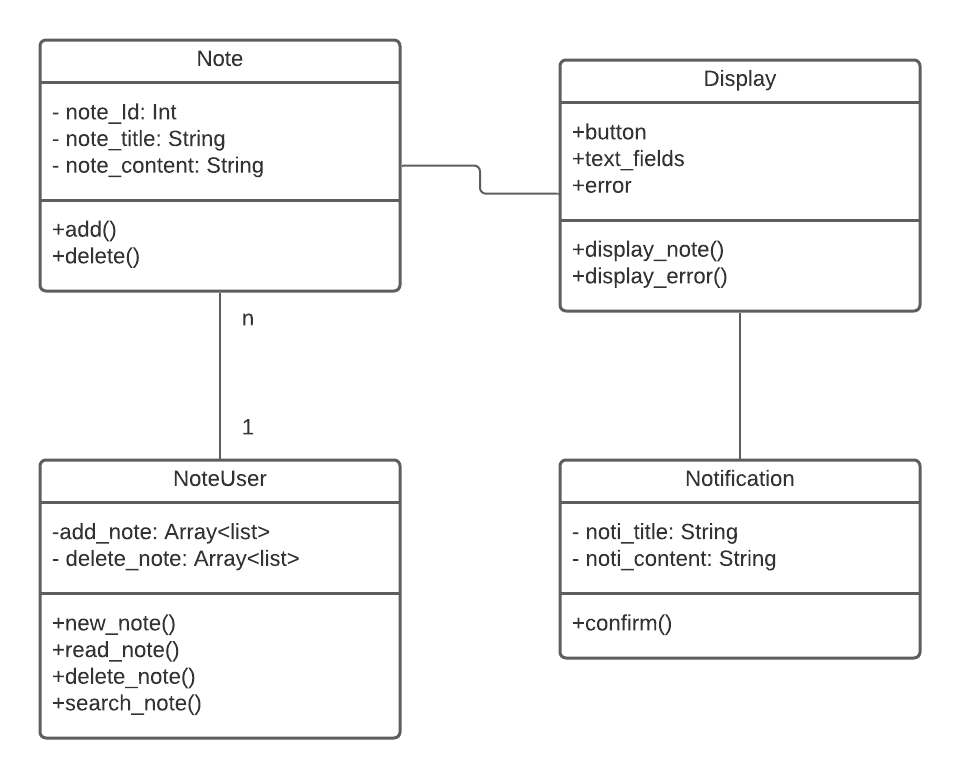 Note
- note_Id: Int
- note_title: String
- note_content: String
+add()
+delete()
Display
+button
+text_fields
+error
+display_note()
+display_error()
n
1
NoteUser
-add_note: Array<list>
- delete_note: Array<list>
+new_note()
+read_note()
+delete_note()
+search_note()
Notification
- noti_title: String
- noti_content: String
+confirm()